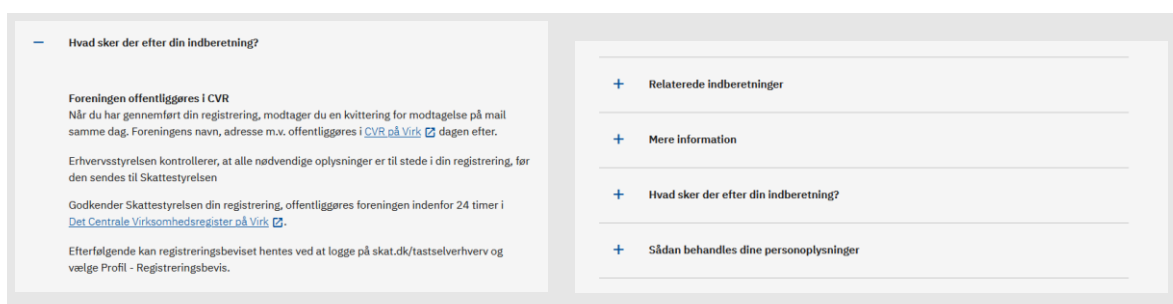 Hvad sker der efter din indberetning?
Foreningen offentliggøres i CVR
Når du har gennemført din registrering, modtager du en kvittering for modtagelse på mail
samme dag. Foreningens navn, adresse m.v. offentliggøres i CVR på Virk dagen efter.
Erhvervsstyrelsen kontrollerer, at alle nødvendige oplysninger er til stede i din registrering, før
den sendes til Skattestyrelsen
Godkender Skattestyrelsen din registrering, offentliggøres foreningen indenfor 24 timer i
Det Centrale Virksomhedsregister på Virk.
Efterfølgende kan registreringsbeviset hentes ved at logge på skat.dk/tastselverhverv og
vælge Profil - Registreringsbevis.
Relaterede indberetninger
Mere information
Hvad sker der efter din indberetning?
Sådan behandles dine personoplysninger